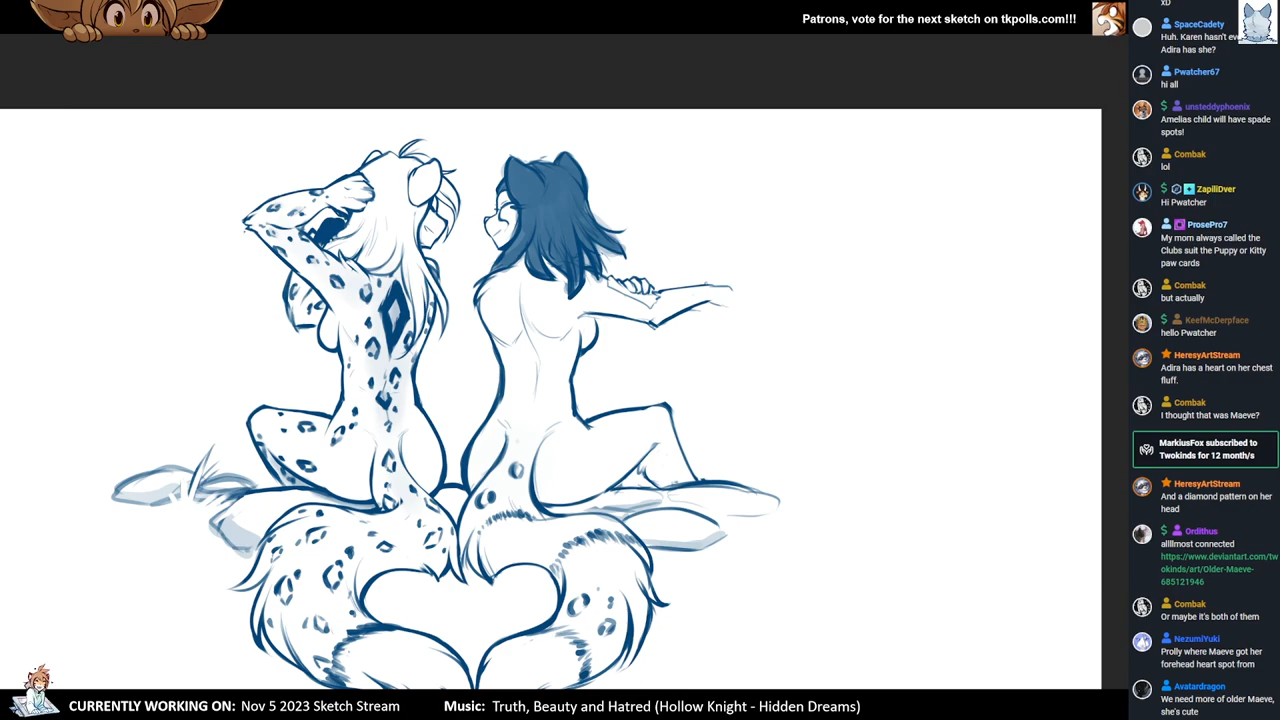 Patrons, vote for the next sketch on tkpolls.com!!!
XD
SpaceCadety
Huh. Karen hasn't
Adira has she?
Pwatcher67
hi all
unsteddyphoenix
Amelias child will have spade
spots!
Combak
lol
ZapiliDver
Hi Pwatcher
ProsePro7
My mom always called the
Clubs suit the Puppy or Kitty
paw cards
Combak
but actually
KeefMcDerpface
hello Pwatcher
HeresyArtStream
Adira has a heart on her chest
fluff.
Combak
I thought that was Maeve?
MarkiusFox subscribed to
Twokinds for 12 month/s
HeresyArtStream
And a diamond pattern on her
head
Ordithus
allllmost connected
https://www.deviantart.com/tw
okinds/art/Older-Maeve-
685121946
Combak
Or maybe it's both of them
NezumiYuki
Prolly where Maeve got her
forehead heart spot from
Avatardragon
We need more of older Maeve,
she's cute
CURRENTLY WORKING ON: Nov 5 2023 Sketch Stream
Music: Truth, Beauty and Hatred (Hollow Knight - Hidden Dreams)